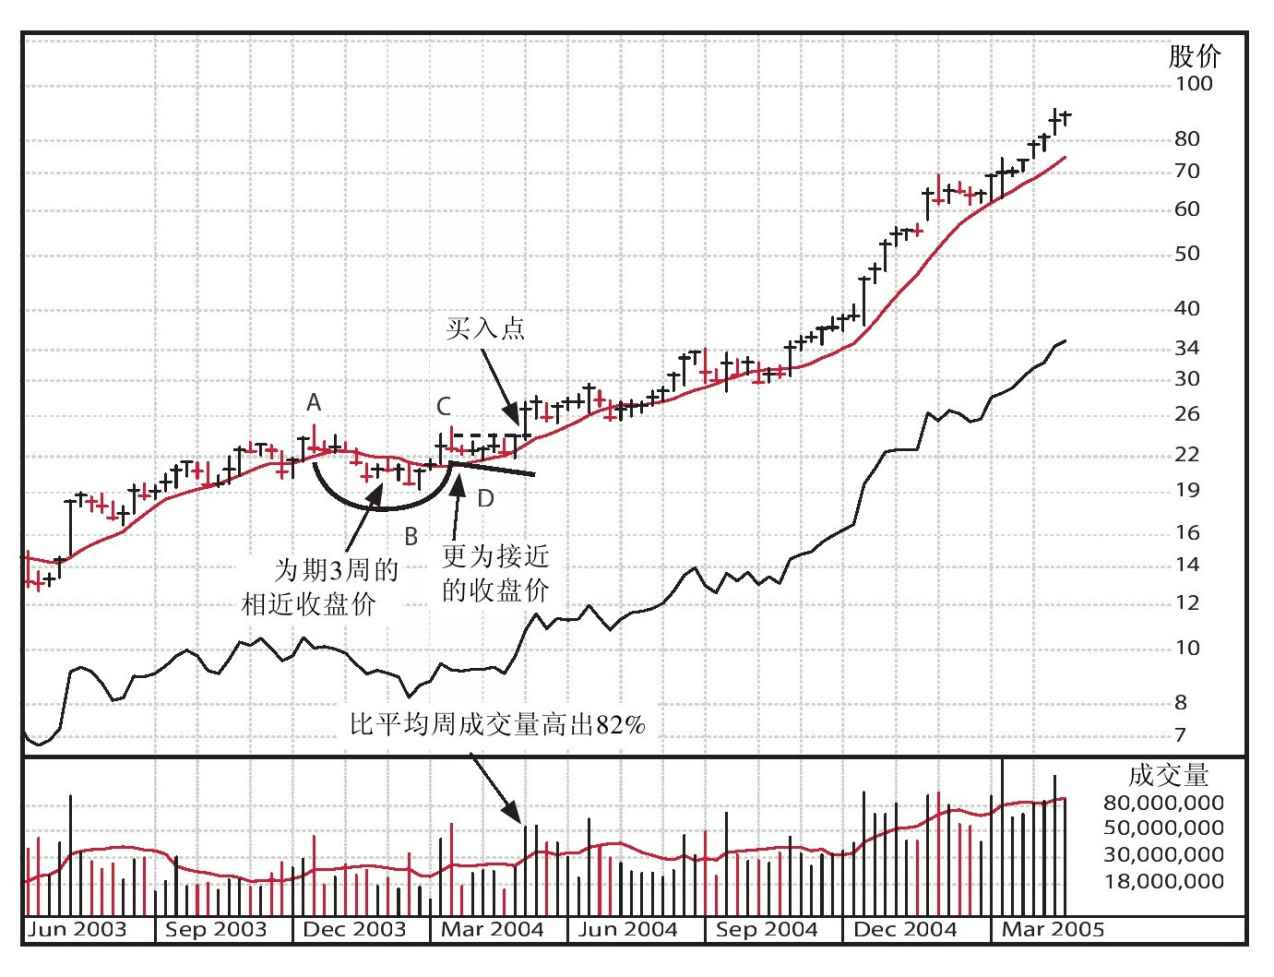 股价
100
80
70
60
50
40
买入点
34
30
A
C
26
22
19
D
B
16
为期3周的
相近收盘价
更为接近
的收盘价
14
12
10
8
比平均周成交量高出82%
7
成交量
80,000,000
50,000,000
30,000,000
18,000,000
Jun 2003
Sep 2003
Dec 2003
Mar 2004
Jun 2004
Sep 2004
Dec 2004
Mar 2005